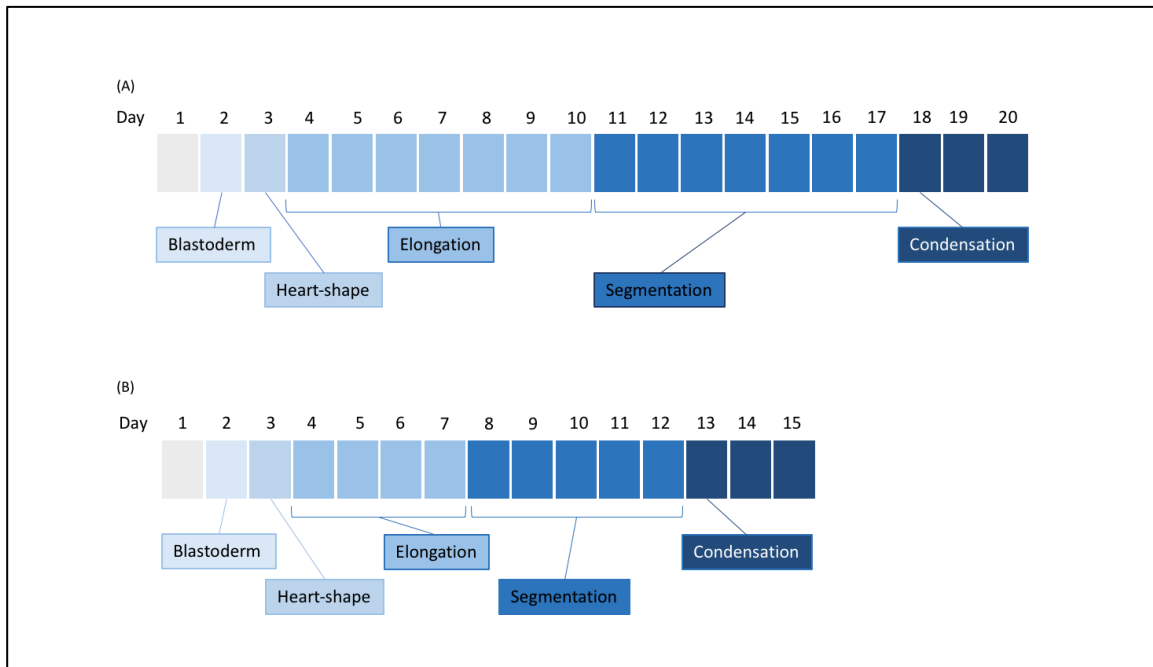 (A)
Day 1 2 3 4 5 6 7 8 9 10 11 12 13 14 15 16 17 18 19 20
Blastoderm Elongation Condensation
Heart-shape Segmentation
(B)
Day 1 2 3 4 5 6 7 8 9 10 11 12 13 14 15
Blastoderm Elongation Condensation
Heart-shape Segmentation